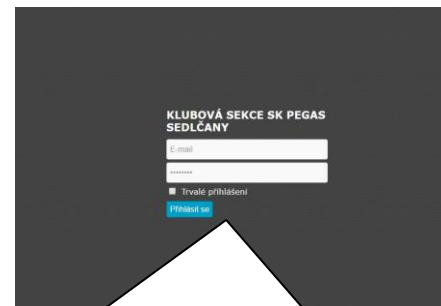 KLUBOVÁ SEKCE SK PEGAS
SEDLČANY
E-mail
••••••••
Trvalé přihlášení
Přihlásit se